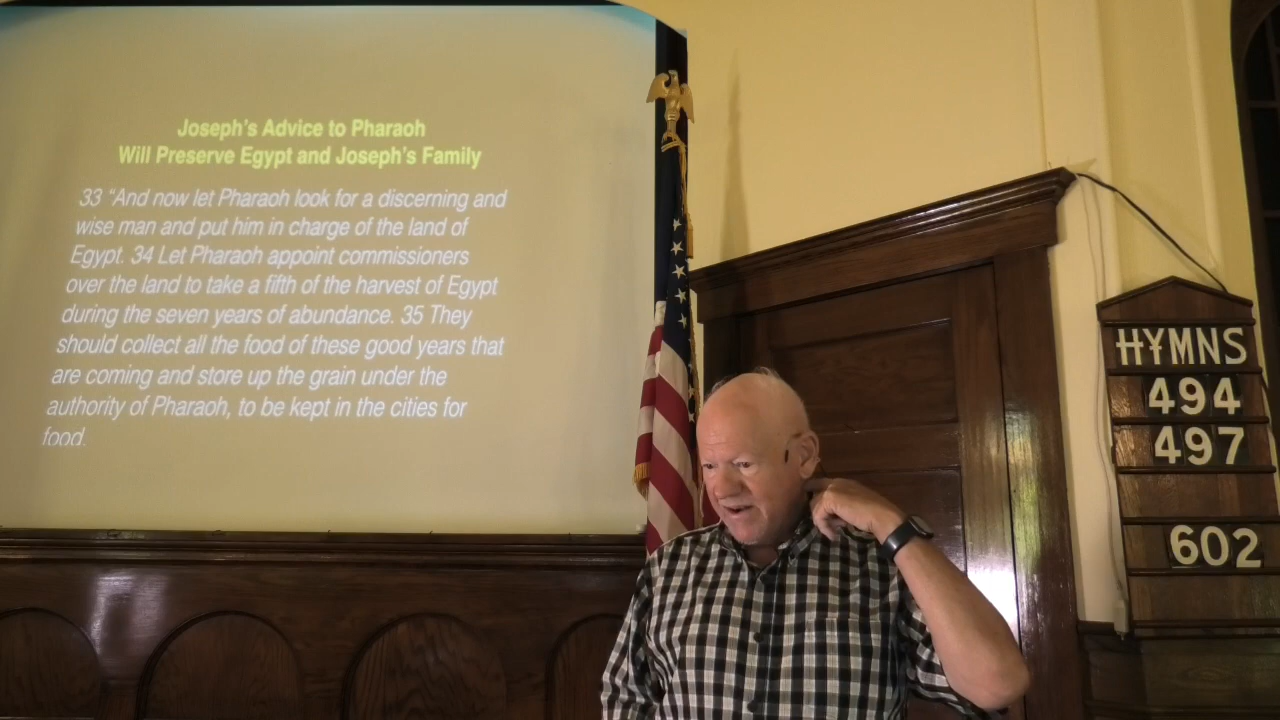 Joseph's Advice to Pharaoh
Will Preserve Egypt and Joseph's Family
33 “And now let Pharaoh look for a discerning and
wise man and put him in charge of the land of
Egypt. 34 Let Pharaoh appoint commissioners
over the land to take a fifth of the harvest of Egypt
during the seven years of abundance. 35 They
should collect all the food of these good years that
are coming and store up the grain under the
authority of Pharaoh, to be kept in the cities for
food.
HYMNS
494
497
602